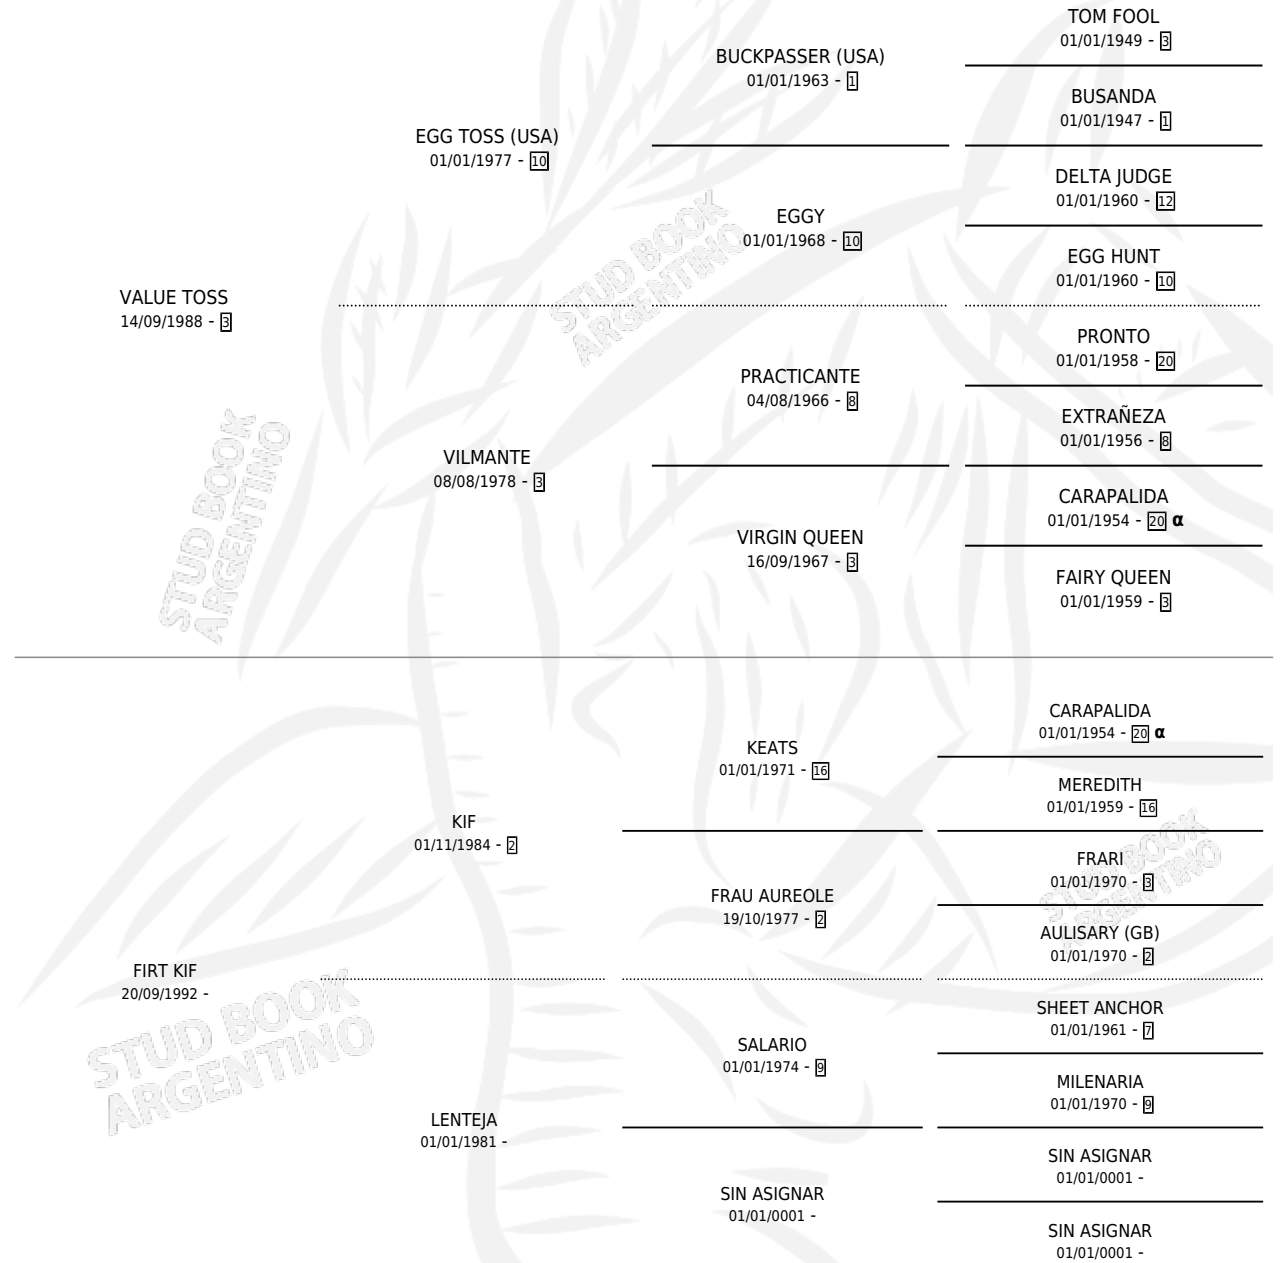 TOM FOOL
01/01/1949 - 3
BUCKPASSER (USA)
01/01/1963 - 1
BUSANDA
01/01/1947 - 1
EGG TOSS (USA)
01/01/1977 - 10
DELTA JUDGE
01/01/1960 - 12
EGGY
01/01/1968 - 10
EGG HUNT
01/01/1960 - 10
VALUE TOSS
14/09/1988 - 3
PRONTO
01/01/1958 - 20
PRACTICANTE
04/08/1966 - 8
EXTRAÑEZA
01/01/1956 - 8
VILMANTE
08/08/1978 - 3
CARAPALIDA
01/01/1954 - 20 α
VIRGIN QUEEN
16/09/1967 - 3
FAIRY QUEEN
01/01/1959 - 3
STUD BOOK
ARGENTINO
STUD BOOK
ARGENTINO
CARAPALIDA
01/01/1954 - 20 α
KEATS
01/01/1971 - 16
MEREDITH
01/01/1959 - 16
KIF
01/11/1984 - 2
FRARI
01/01/1970 - 3
FRAU AUREOLE
19/10/1977 - 2
AULISARY (GB)
01/01/1970 - 2
STUD BOOK
ARGENTINO
FIRT KIF
20/09/1992 -
SHEET ANCHOR
01/01/1961 - 7
SALARIO
01/01/1974 - 9
MILENARIA
01/01/1970 - 9
LENTEJA
01/01/1981 -
SIN ASIGNAR
01/01/0001 -
SIN ASIGNAR
01/01/0001 -
SIN ASIGNAR
01/01/0001 -
STUD BOOK
ARGENTINO